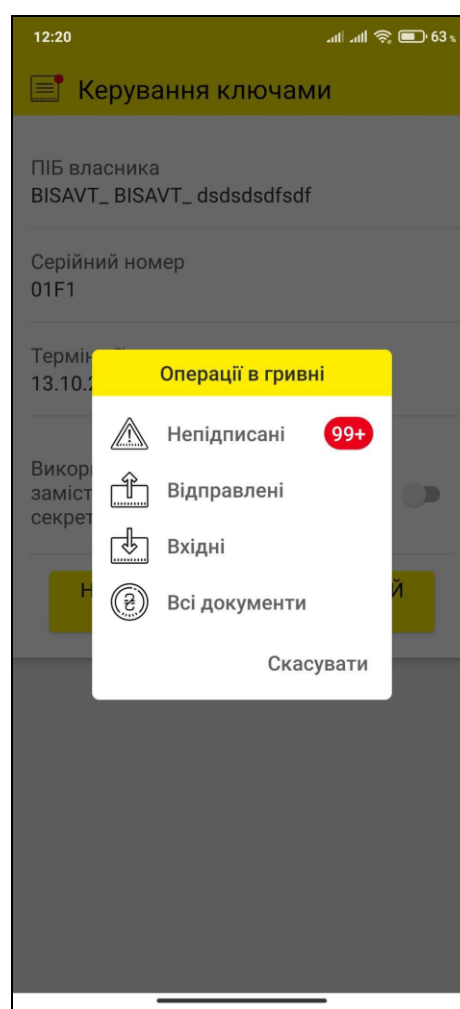 12:20
63 %
Керування ключами
ПІБ власника
BISAVT_ BISAVT_ dsdsdsdfsdf
Серійний номер
01F1
13.10.
Операції в гривні
Непідписані 99+
Відправлені
Вхідні
Всі документи
Скасувати